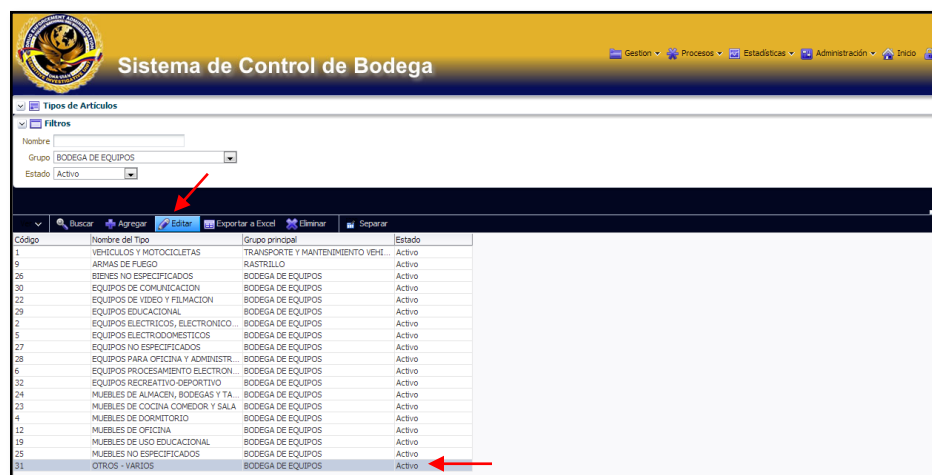 Sistema de Control de Bodega
Gestion Procesos Estadísticas Administración Inicio
Tipos de Artículos
Filtros
Nombre
Grupo BODEGA DE EQUIPOS
Estado Activo
Buscar Agregar Editar Exportar a Excel Eliminar Separar
Código Nombre del Tipo Grupo principal Estado
1 VEHICULOS Y MOTOCICLETAS TRANSPORTE Y MANTENIMIENTO VEHI... Activo
9 ARMAS DE FUEGO RASTRILLO Activo
26 BIENES NO ESPECIFICADOS BODEGA DE EQUIPOS Activo
30 EQUIPOS DE COMUNICACION BODEGA DE EQUIPOS Activo
22 EQUIPOS DE VIDEO Y FILMACION BODEGA DE EQUIPOS Activo
29 EQUIPOS EDUCACIONAL BODEGA DE EQUIPOS Activo
2 EQUIPOS ELECTRICOS, ELECTRONICO... BODEGA DE EQUIPOS Activo
5 EQUIPOS ELECTRODOMESTICOS BODEGA DE EQUIPOS Activo
27 EQUIPOS NO ESPECIFICADOS BODEGA DE EQUIPOS Activo
28 EQUIPOS PARA OFICINA Y ADMINISTR... BODEGA DE EQUIPOS Activo
6 EQUIPOS PROCESAMIENTO ELECTRON... BODEGA DE EQUIPOS Activo
32 EQUIPOS RECREATIVO-DEPORTIVO BODEGA DE EQUIPOS Activo
24 MUEBLES DE ALMACEN, BODEGAS Y TA... BODEGA DE EQUIPOS Activo
23 MUEBLES DE COCINA COMEDOR Y SALA BODEGA DE EQUIPOS Activo
4 MUEBLES DE DORMITORIO BODEGA DE EQUIPOS Activo
12 MUEBLES DE OFICINA BODEGA DE EQUIPOS Activo
19 MUEBLES DE USO EDUCACIONAL BODEGA DE EQUIPOS Activo
25 MUEBLES NO ESPECIFICADOS BODEGA DE EQUIPOS Activo
31 OTROS - VARIOS BODEGA DE EQUIPOS Activo